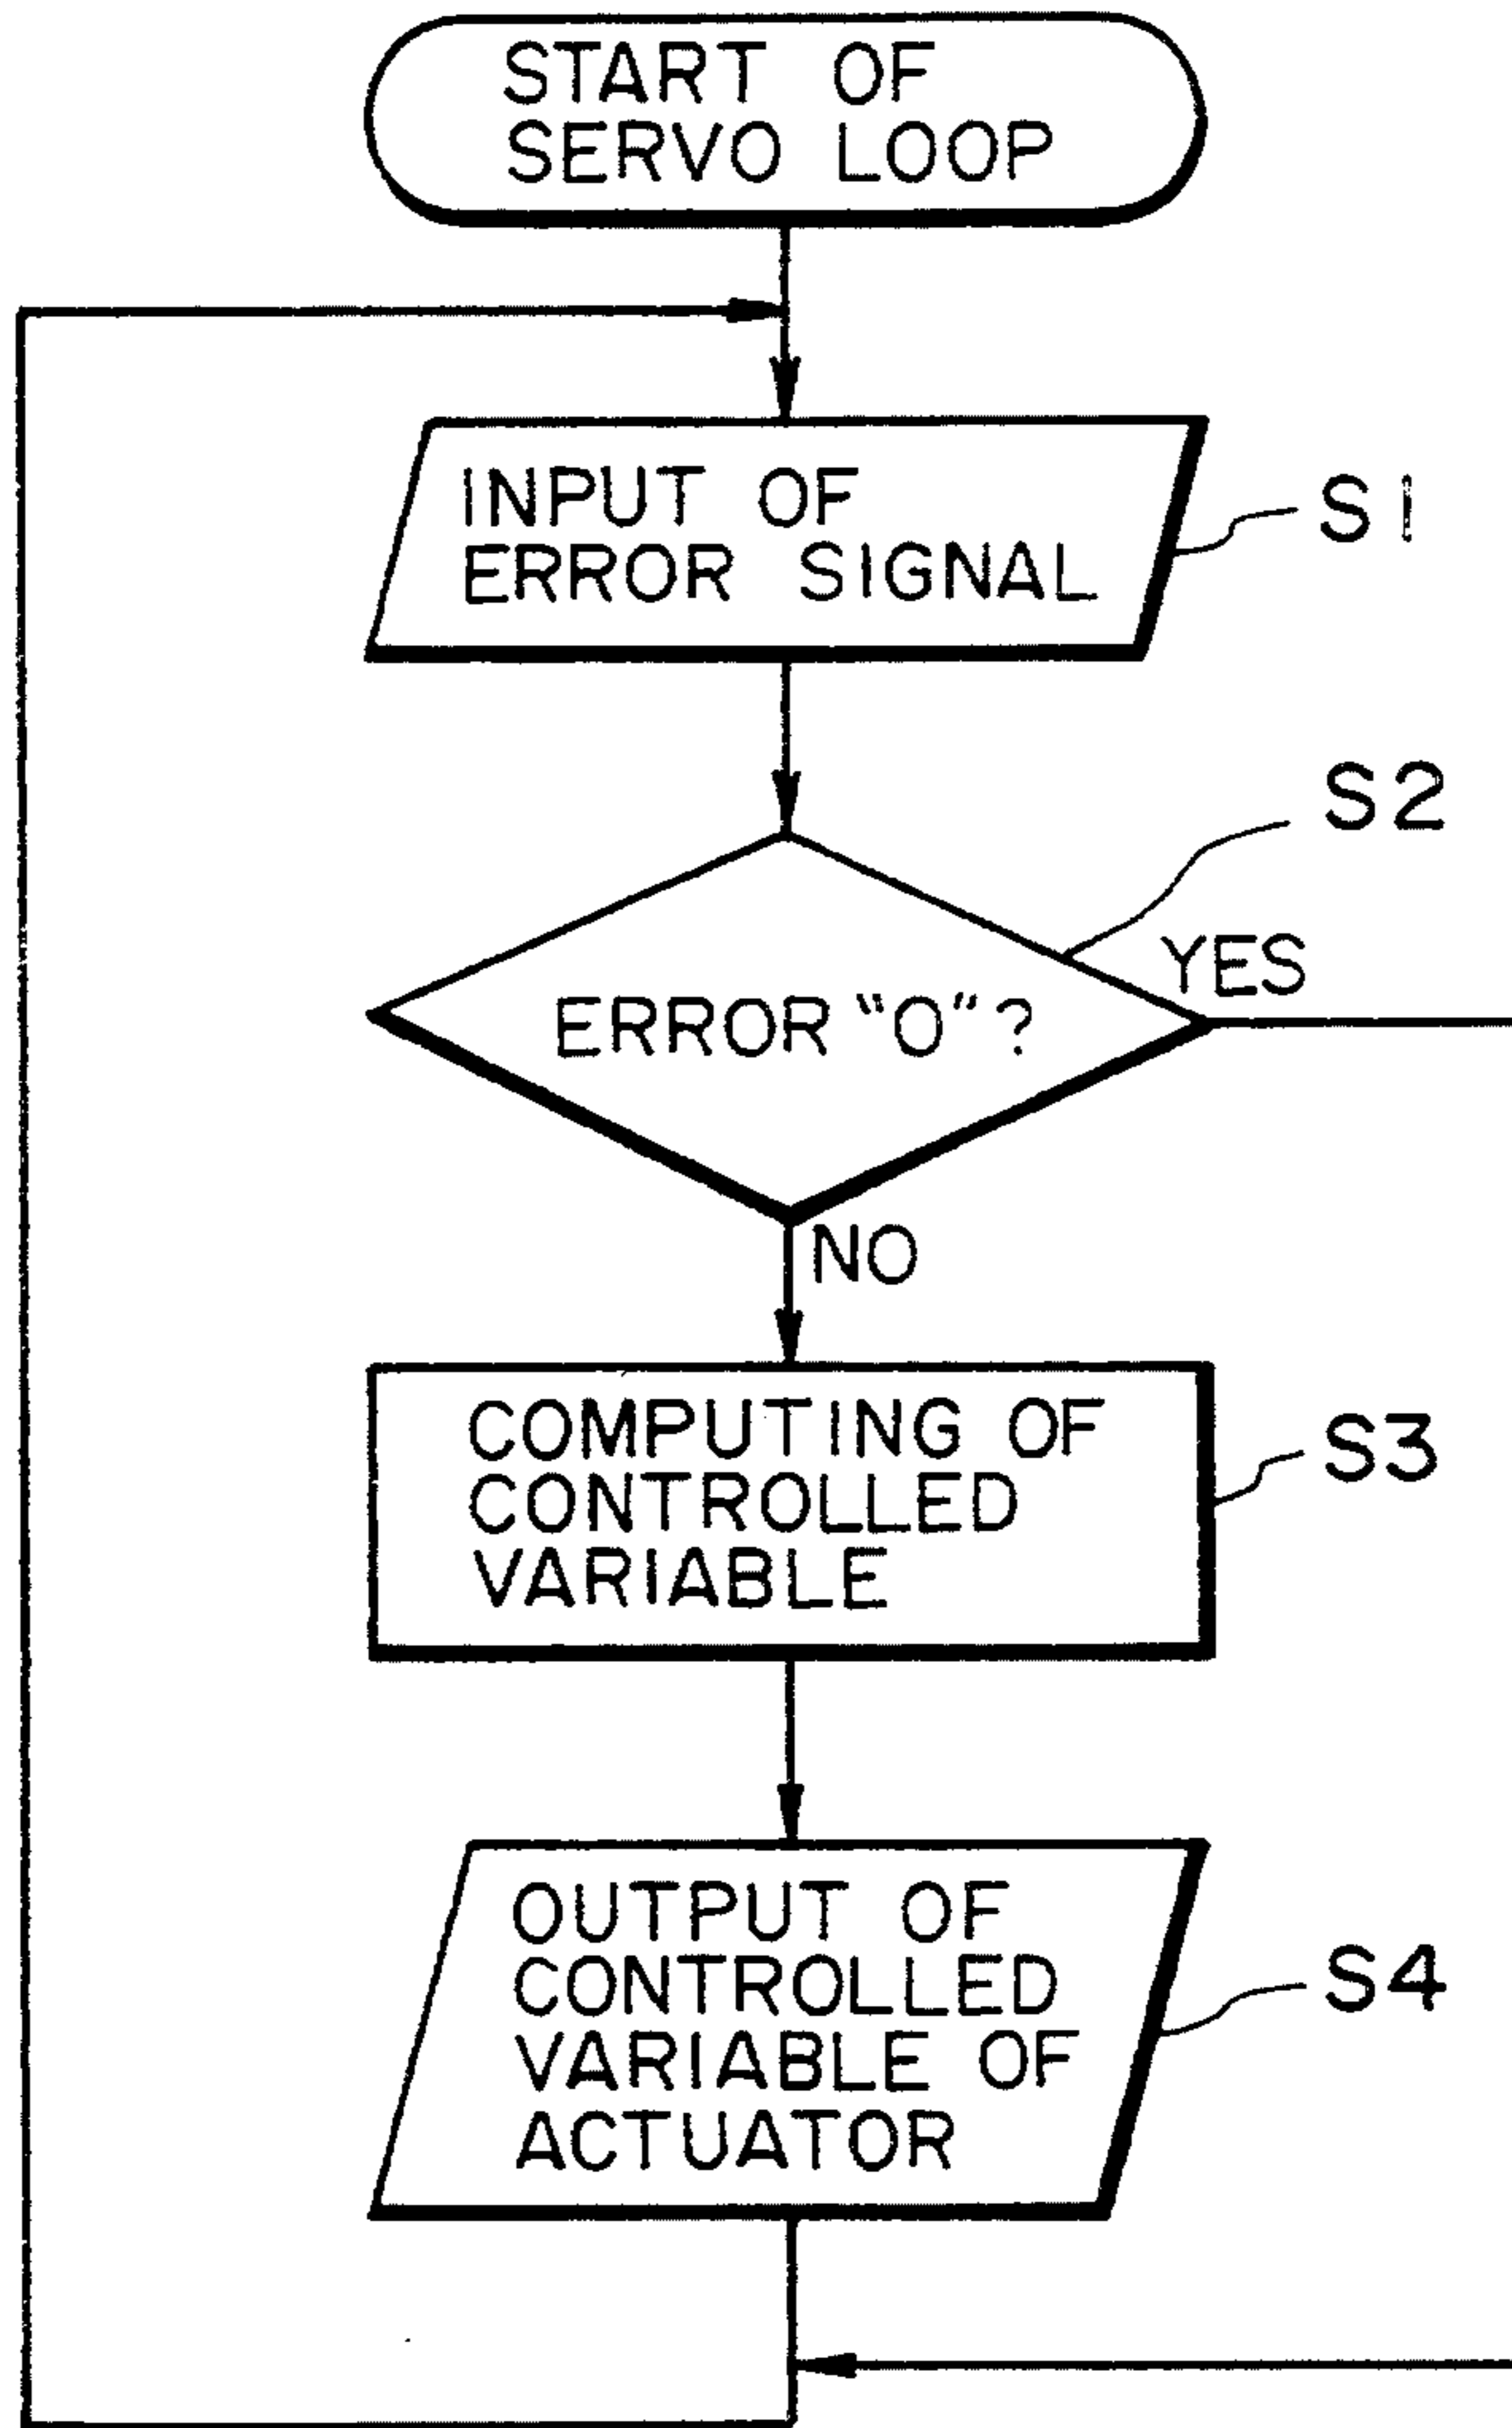 START OF
SERVO LOOP
INPUT OF
ERROR SIGNAL
S1
S2
YES
ERROR "0"?
NO
COMPUTING OF
CONTROLLED
VARIABLE
S3
OUTPUT OF
CONTROLLED
VARIABLE OF
ACTUATOR
S4